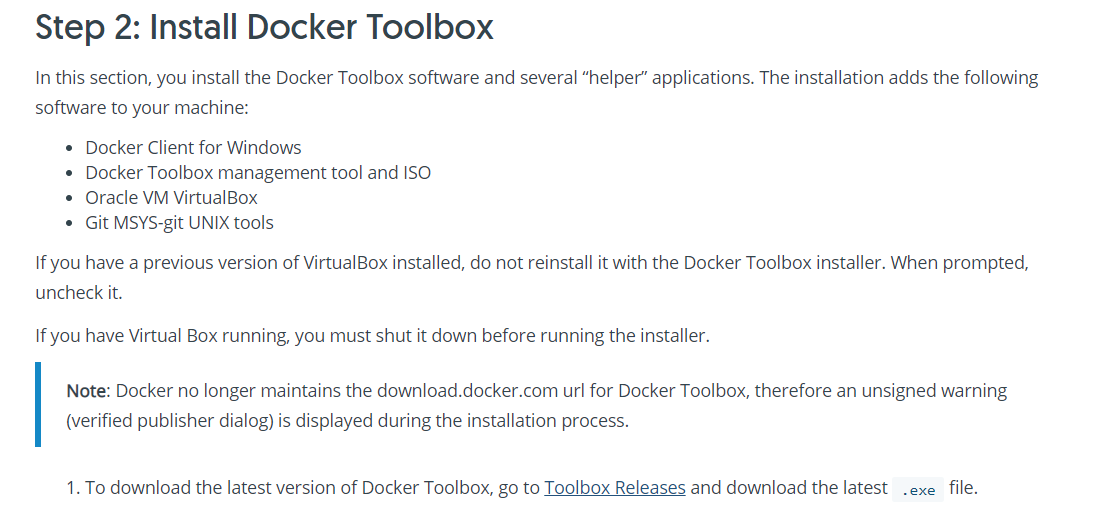 Step 2: Install Docker Toolbox
In this section, you install the Docker Toolbox software and several “helper” applications. The installation adds the following
software to your machine:
• Docker Client for Windows
• Docker Toolbox management tool and ISO
• Oracle VM VirtualBox
• Git MSYS-git UNIX tools
If you have a previous version of VirtualBox installed, do not reinstall it with the Docker Toolbox installer. When prompted,
uncheck it.
If you have Virtual Box running, you must shut it down before running the installer.
Note: Docker no longer maintains the download.docker.com url for Docker Toolbox, therefore an unsigned warning
(verified publisher dialog) is displayed during the installation process.
1. To download the latest version of Docker Toolbox, go to Toolbox Releases and download the latest .exe file.